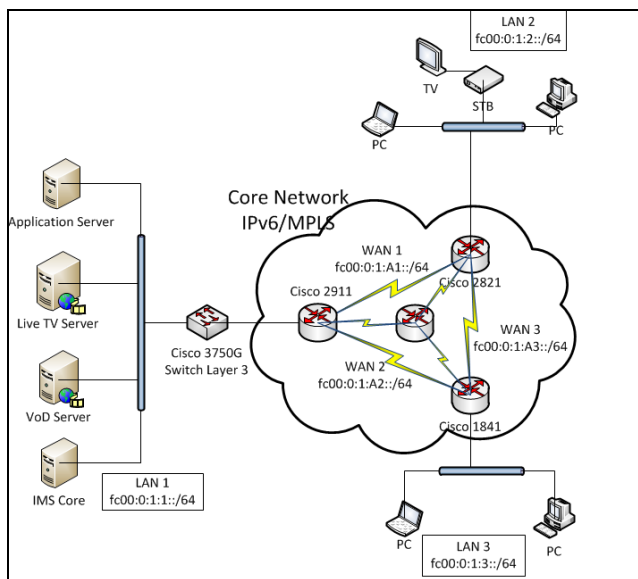 LAN 2
fc00:0:1:2::/64
TV
STB
PC
PC
Application Server
Core Network
IPv6/MPLS
WAN 1
fc00:0:1:A1::/64
Cisco 2911
Cisco 2821
Live TV Server
Cisco 3750G
Switch Layer 3
WAN 3
fc00:0:1:A3::/64
WAN 2
fc00:0:1:A2::/64
VoD Server
Cisco 1841
IMS Core
LAN 1
fc00:0:1:1::/64
PC
PC
LAN 3
fc00:0:1:3::/64